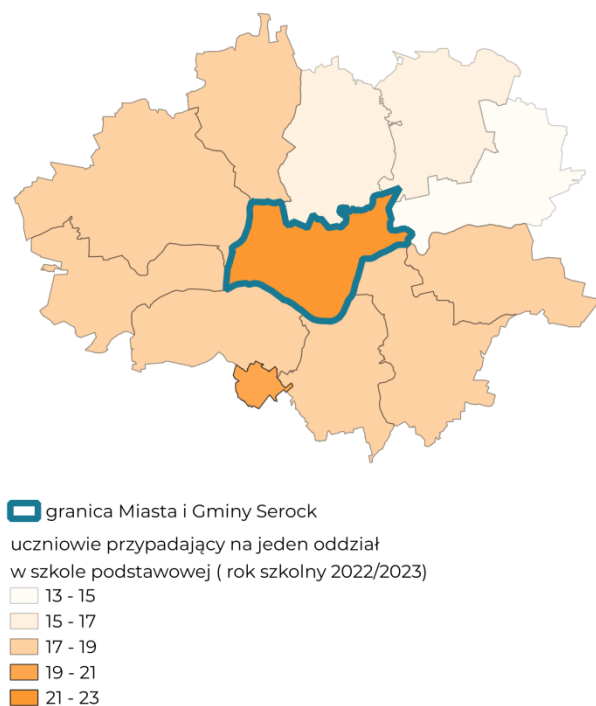 granica Miasta i Gminy Serock
uczniowie przypadający na jeden oddział
w szkole podstawowej ( rok szkolny 2022/2023)
13 - 15
15 - 17
17 - 19
19 - 21
21 - 23